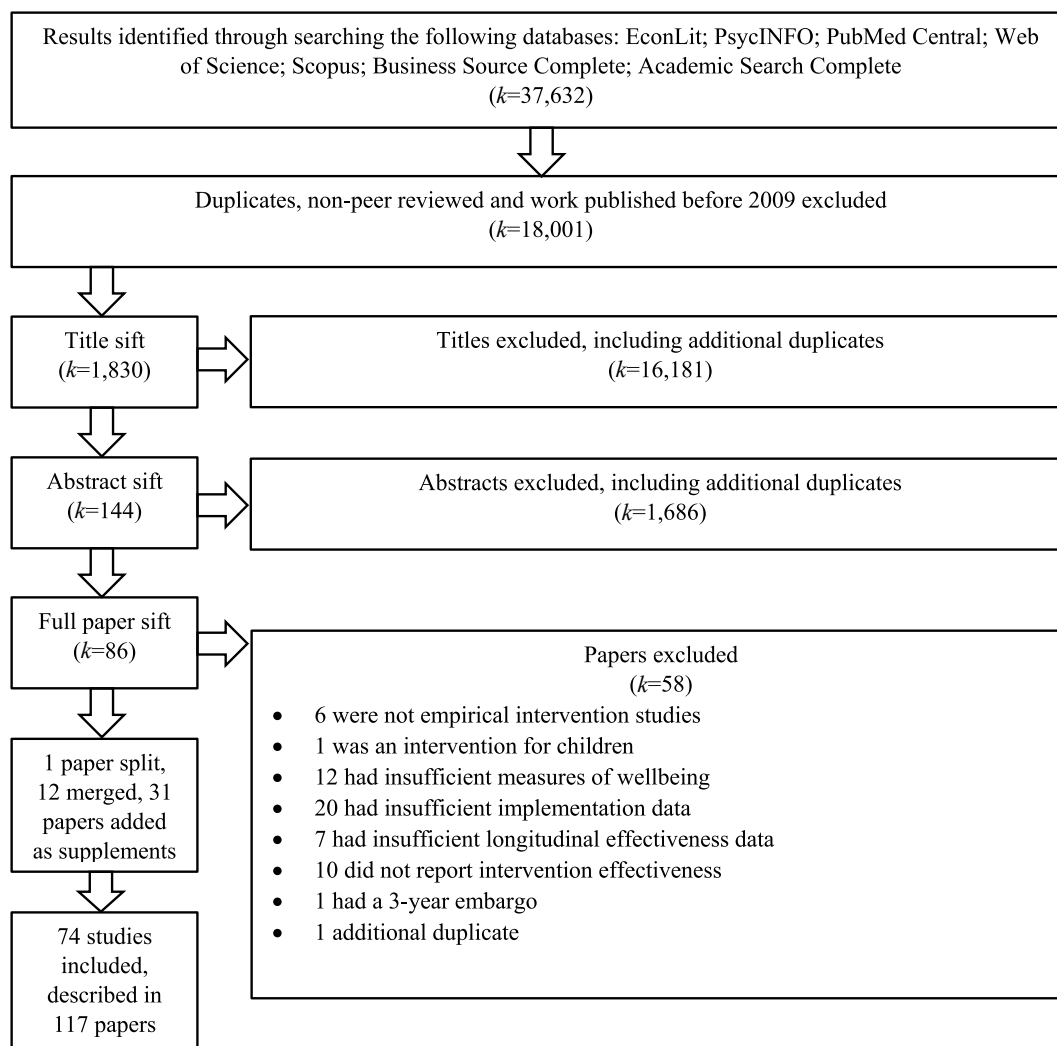 Results identified through searching the following databases: EconLit; PsycINFO; PubMed Central; Web
of Science; Scopus; Business Source Complete; Academic Search Complete
(k=37,632)
Duplicates, non-peer reviewed and work published before 2009 excluded
(k=18,001)
Title sift
(k=1,830)
Titles excluded, including additional duplicates
(k=16,181)
Abstract sift
(k=144)
Abstracts excluded, including additional duplicates
(k=1,686)
Full paper sift
(k=86)
Papers excluded
(k=58)
• 6 were not empirical intervention studies
• 1 was an intervention for children
• 12 had insufficient measures of wellbeing
• 20 had insufficient implementation data
• 7 had insufficient longitudinal effectiveness data
• 10 did not report intervention effectiveness
• 1 had a 3-year embargo
• 1 additional duplicate
1 paper split,
12 merged, 31
papers added
as supplements
74 studies
included,
described in
117 papers